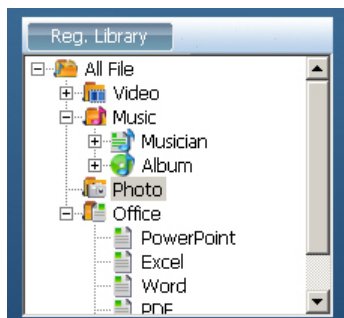 Reg. Library
All File
Video
Music
Musician
Album
Photo
Office
PowerPoint
Excel
Word
PDF